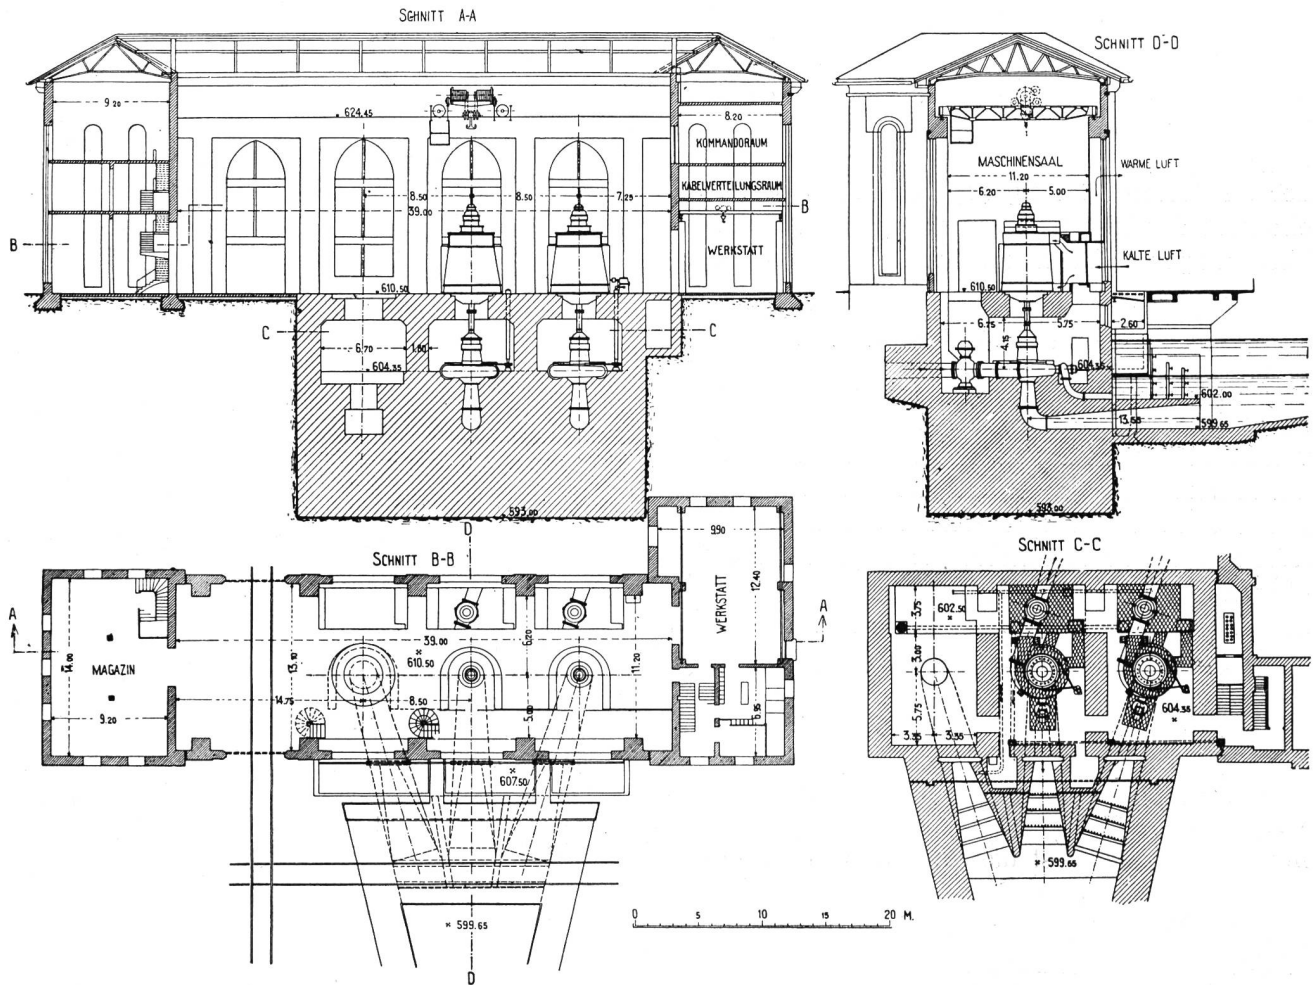 SCHNITT A-A
9.20
624.45
8.20
KOMMANDORAUM
8.50
8.50
7.25
KABELVERTEILUNGSRAUM
39.00
B
B
WERKSTATT
610.50
C
C
6.70
1.80
604.35
593.00
SCHNITT D-D
MASCHINENSAAL
WARME LUFT
11.20
6.20
5.00
KALTE LUFT
610.50
6.25
5.75
2.60
4.15
604.35
602.00
13.65
599.65
593.00
D
SCHNITT B-B
9.90
A
12.40
WERKSTATT
A
14.00
MAGAZIN
39.00
6.20
610.50
13.10
11.20
14.75
8.50
5.00
6.95
9.20
607.50
599.65
D
0 5 10 15 20 M.
SCHNITT C-C
3.75
602.50
3.00
5.75
604.35
3.35
3.35
599.65